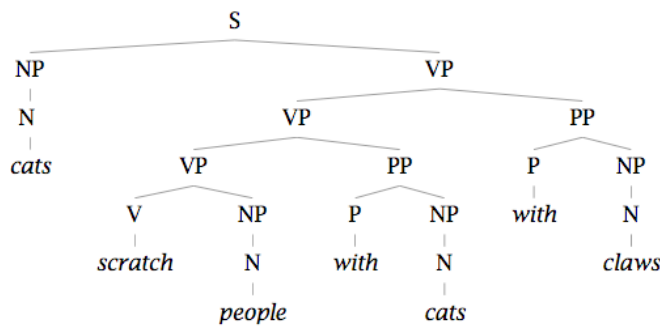 S
NP VP
N VP PP
cats VP PP P NP
V NP P NP with N
scratch N with N claws
people cats